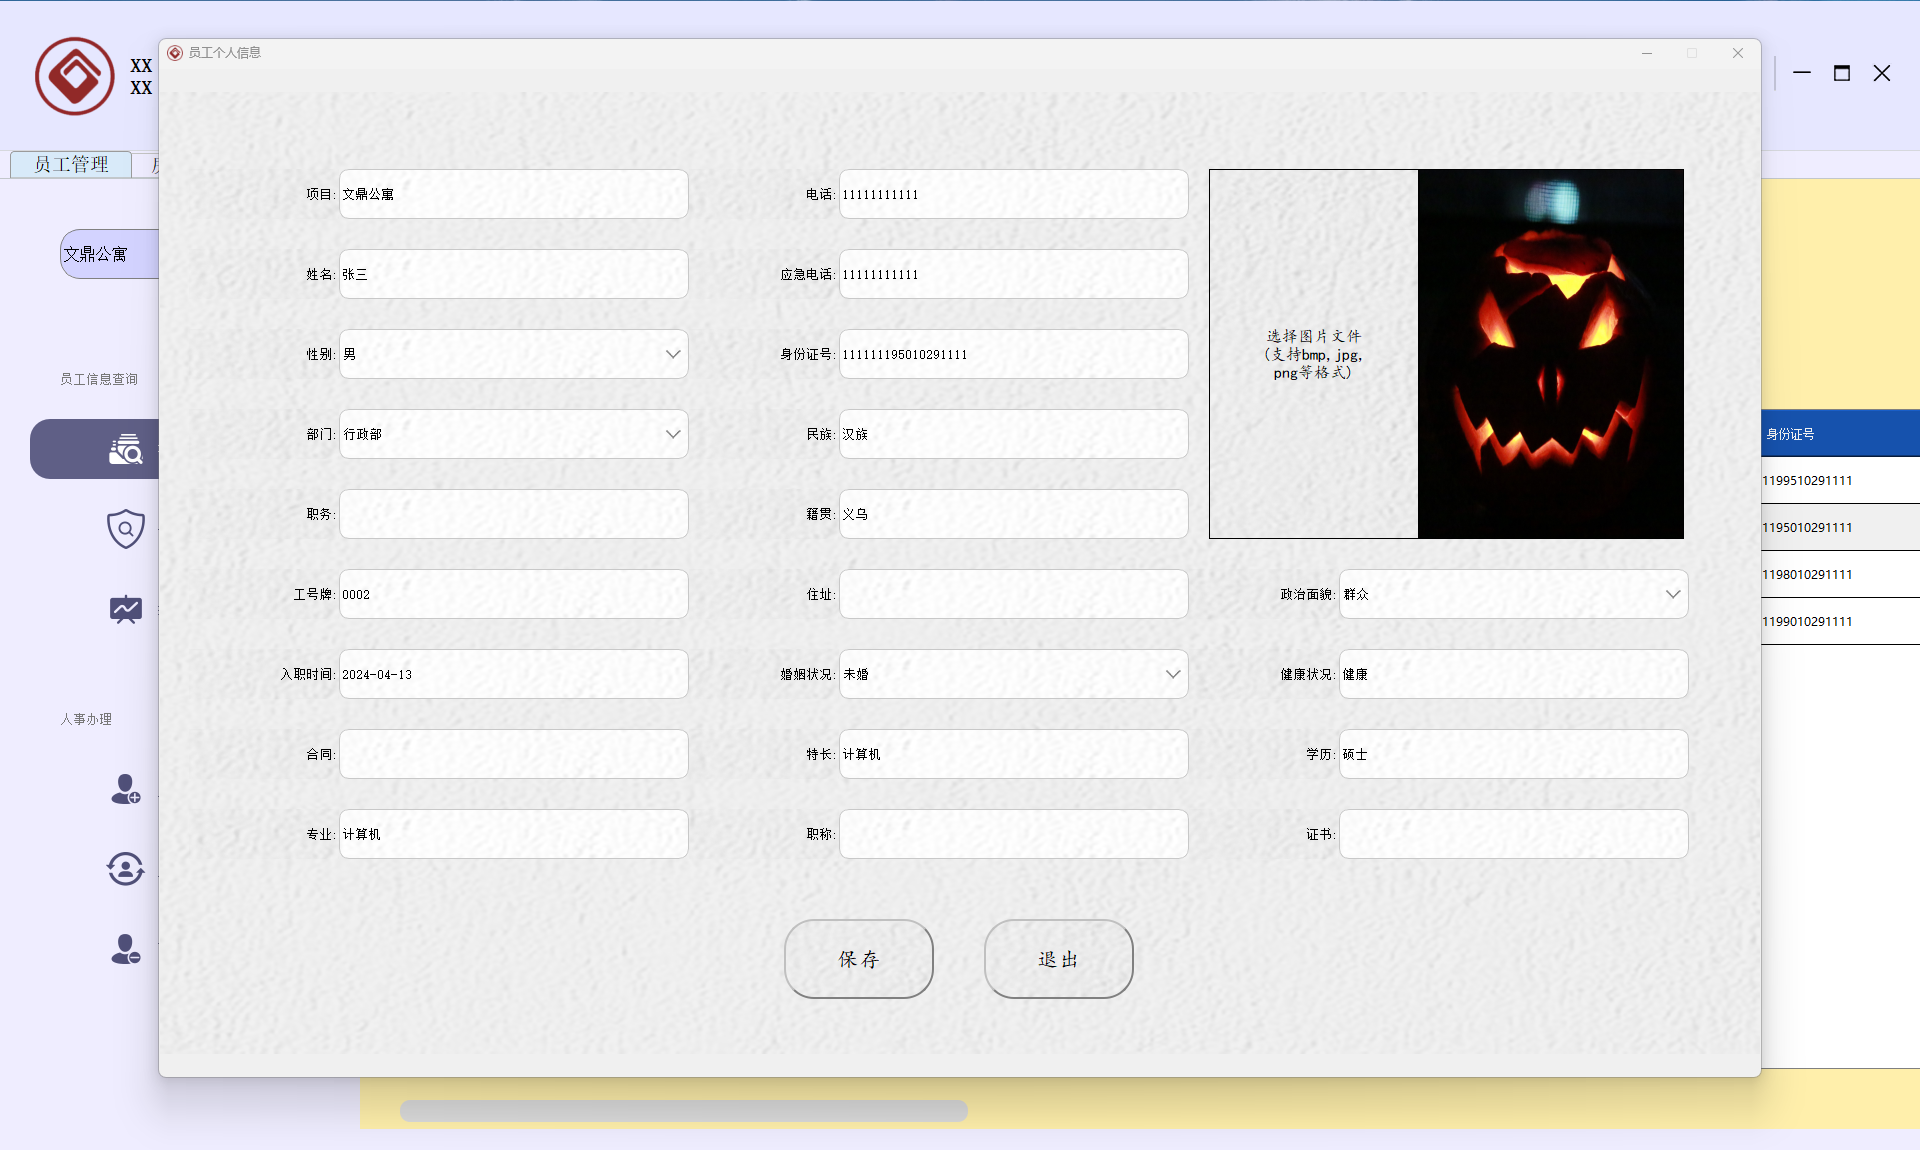 XX
XX
员工个人信息
员工管理
文鼎公寓
员工信息查询
人事办理
项目: 文鼎公寓
电话: 11111111111
姓名: 张三
应急电话: 11111111111
选择图片文件
(支持bmp, jpg,
png等格式)
性别: 男
身份证号: 111111195010291111
部门: 行政部
民族: 汉族
职务:
籍贯: 义乌
工号牌: 0002
住址:
政治面貌: 群众
入职时间: 2024-04-13
婚姻状况: 未婚
健康状况: 健康
合同:
特长: 计算机
学历: 硕士
专业: 计算机
职称:
证书:
保存
退出
身份证号
1199510291111
1195010291111
1198010291111
1199010291111